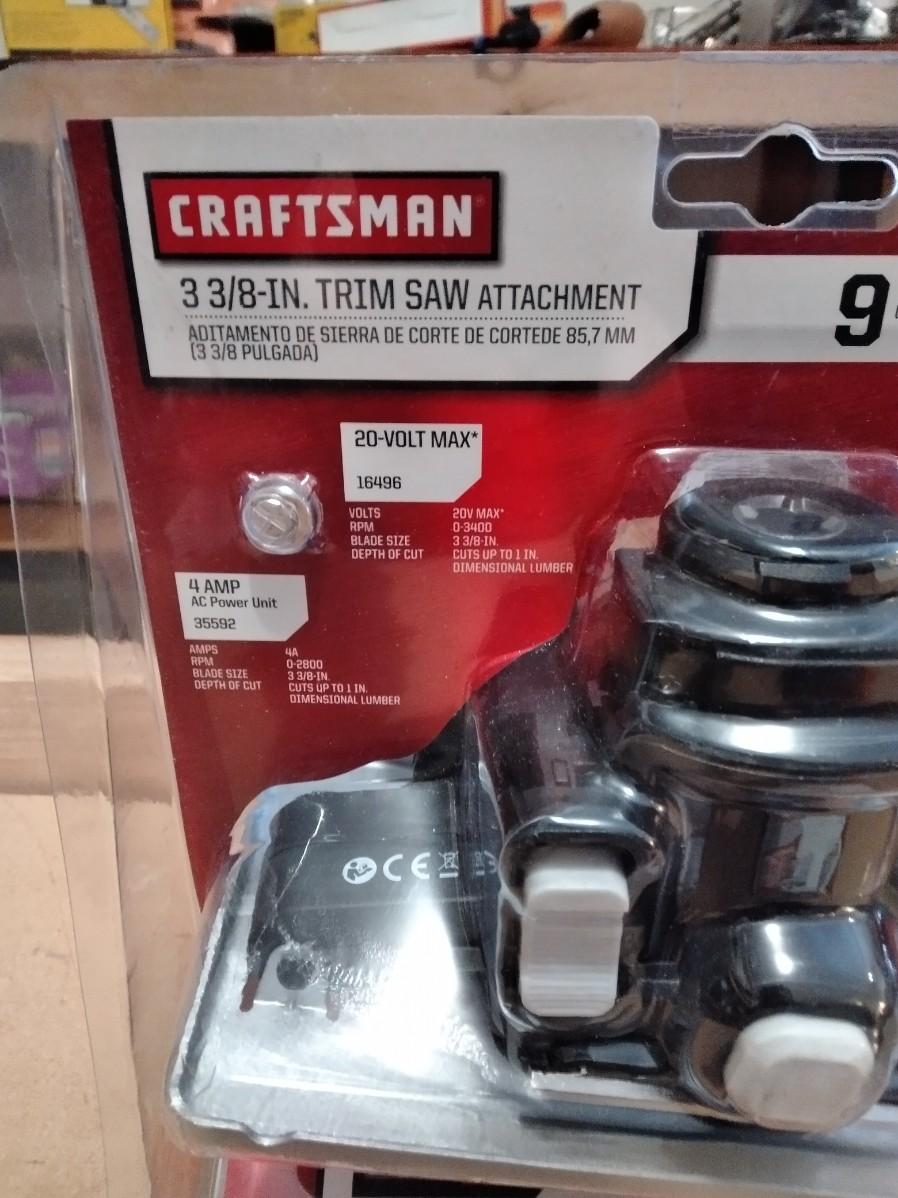 CRAFTSMAN
3 3/8-IN. TRIM SAW ATTACHMENT
ADITAMENTO DE SIERRA DE CORTE DE CORTEDE 85,7 MM
(3 3/8 PULGADA)
9
20-VOLT MAX*
16496
VOLTS 20V MAX*
RPM 0-3400
BLADE SIZE 3 3/8-IN.
DEPTH OF CUT CUTS UP TO 1 IN.
DIMENSIONAL LUMBER
4 AMP
AC Power Unit
35592
AMPS 4A
RPM 0-2800
BLADE SIZE 3 3/8-IN.
DEPTH OF CUT CUTS UP TO 1 IN.
DIMENSIONAL LUMBER
CE